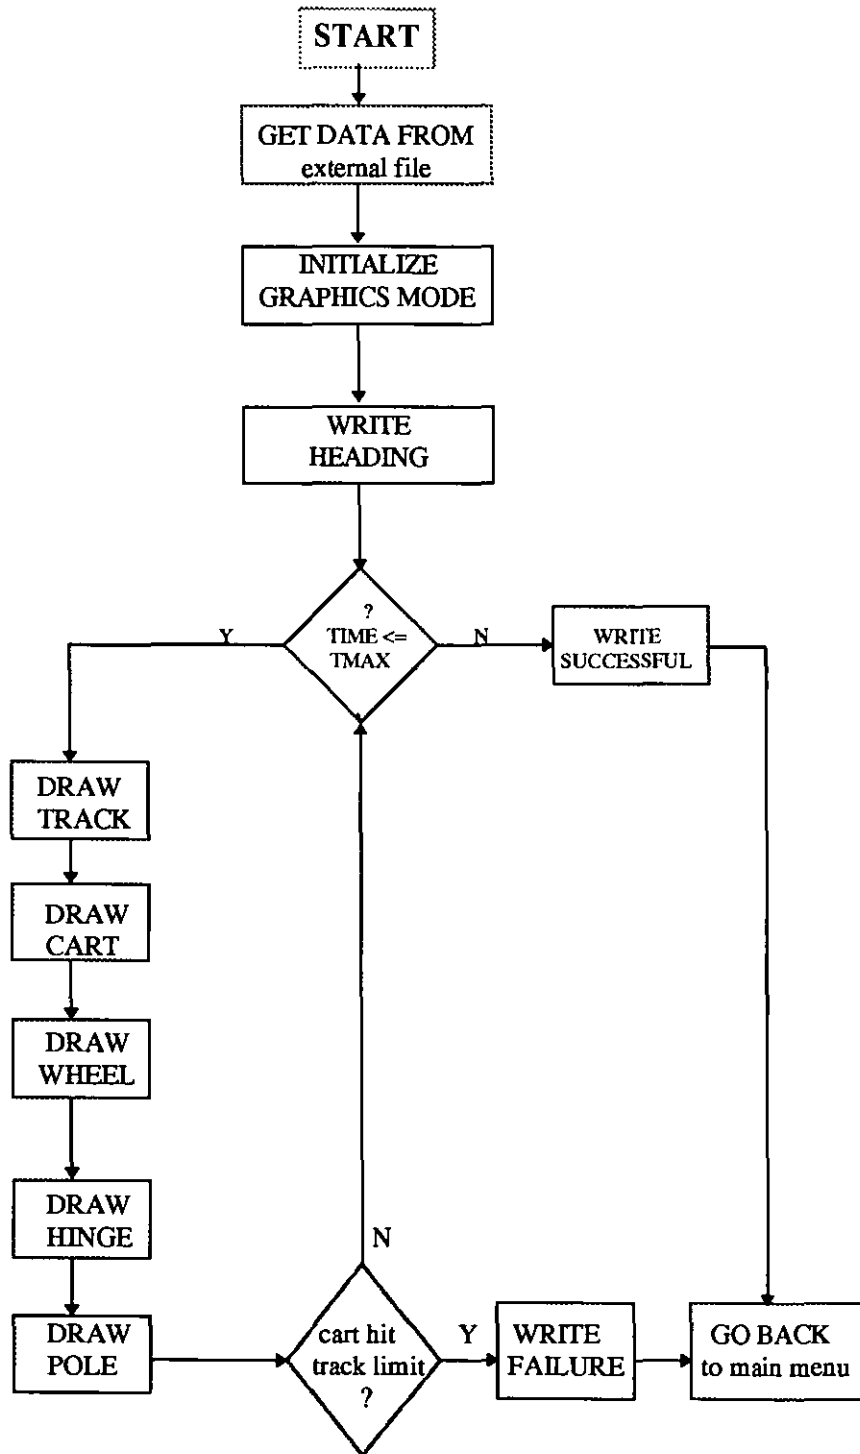 START
GET DATA FROM
external file
INITIALIZE
GRAPHICS MODE
WRITE
HEADING
?
TIME <=
TMAX
Y
N
WRITE
SUCCESSFUL
DRAW
TRACK
DRAW
CART
DRAW
WHEEL
DRAW
HINGE
DRAW
POLE
N
cart hit
track limit
?
Y
WRITE
FAILURE
GO BACK
to main menu